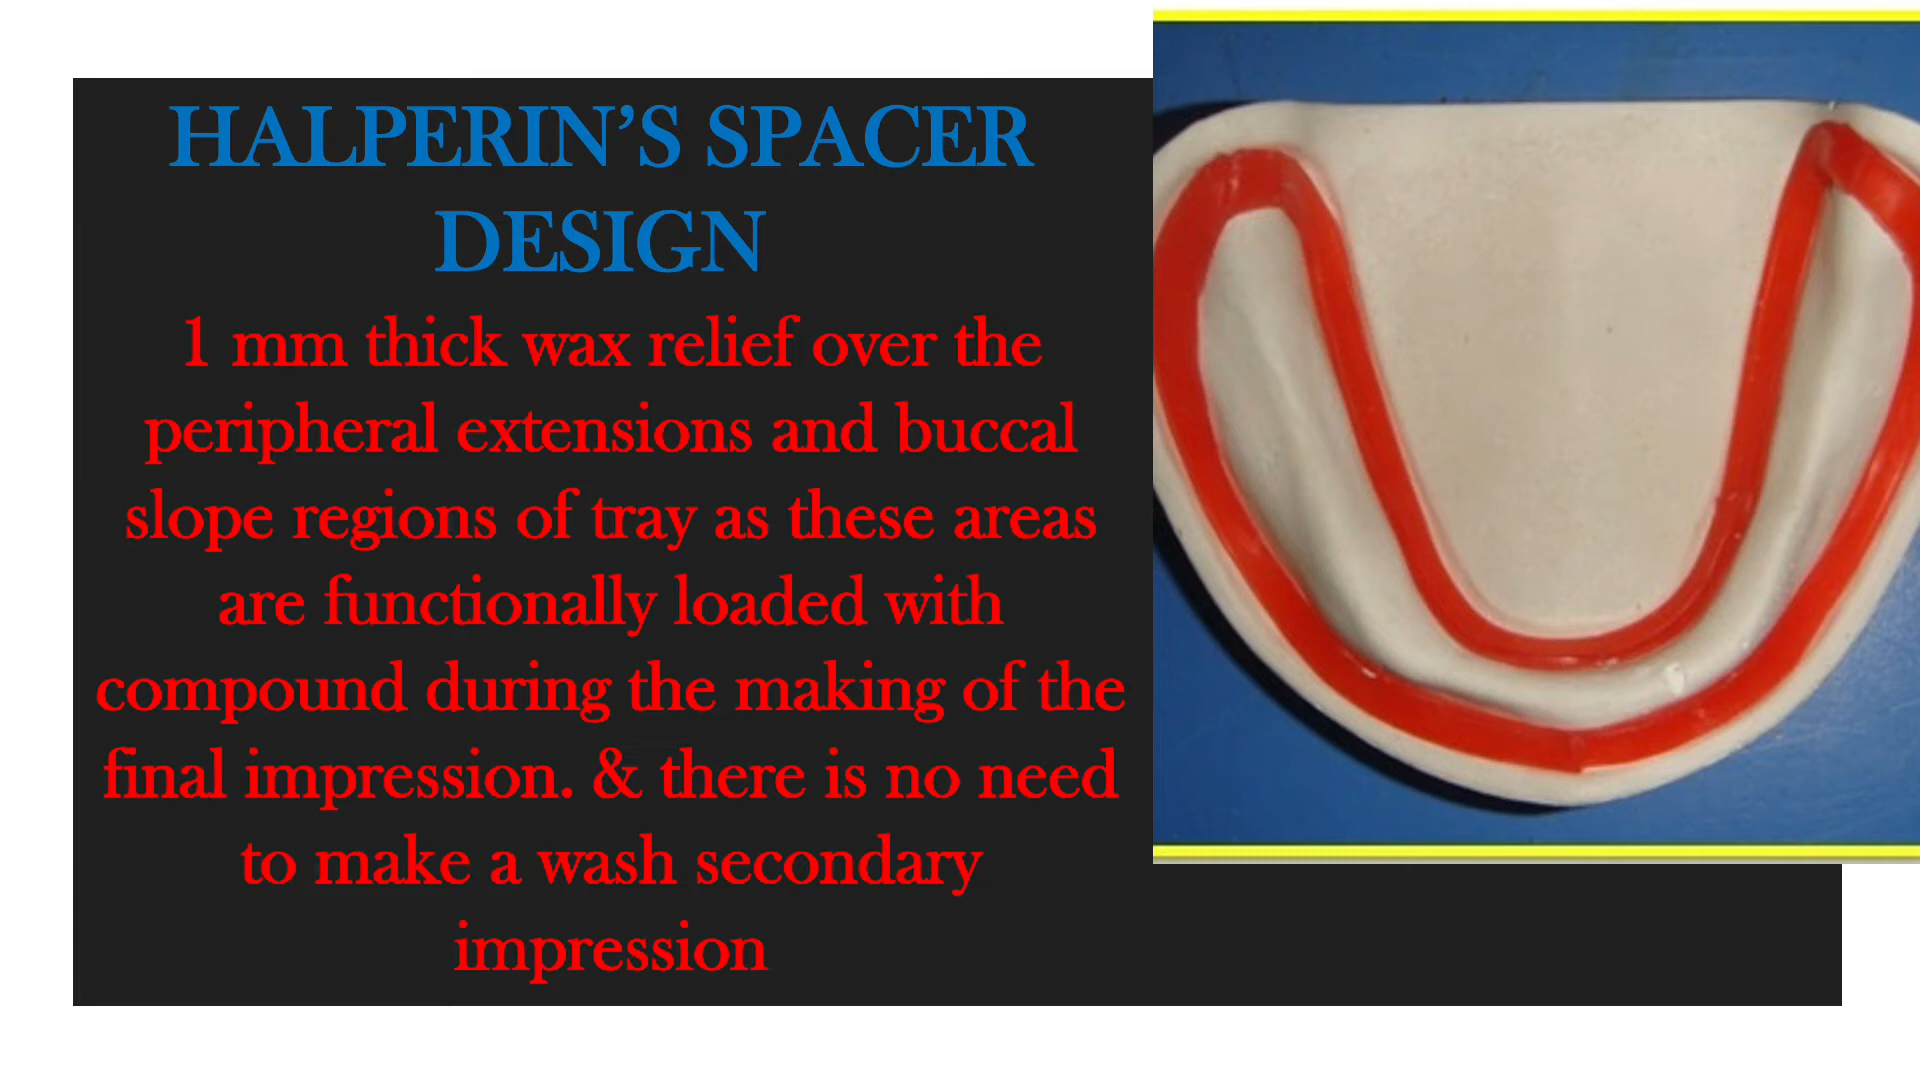 HALPERIN’S SPACER
DESIGN
1 mm thick wax relief over the
peripheral extensions and buccal
slope regions of tray as these areas
are functionally loaded with
compound during the making of the
final impression. & there is no need
to make a wash secondary
impression